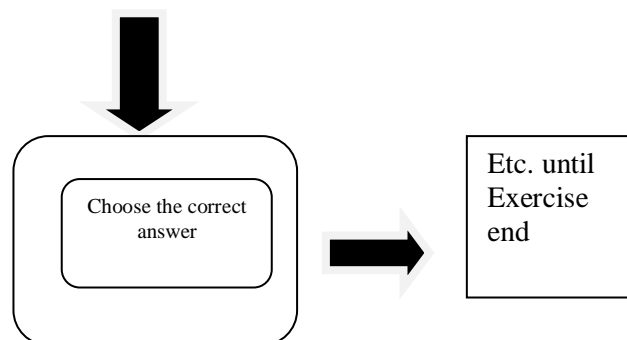 Choose the correct
answer
Etc. until
Exercise
end